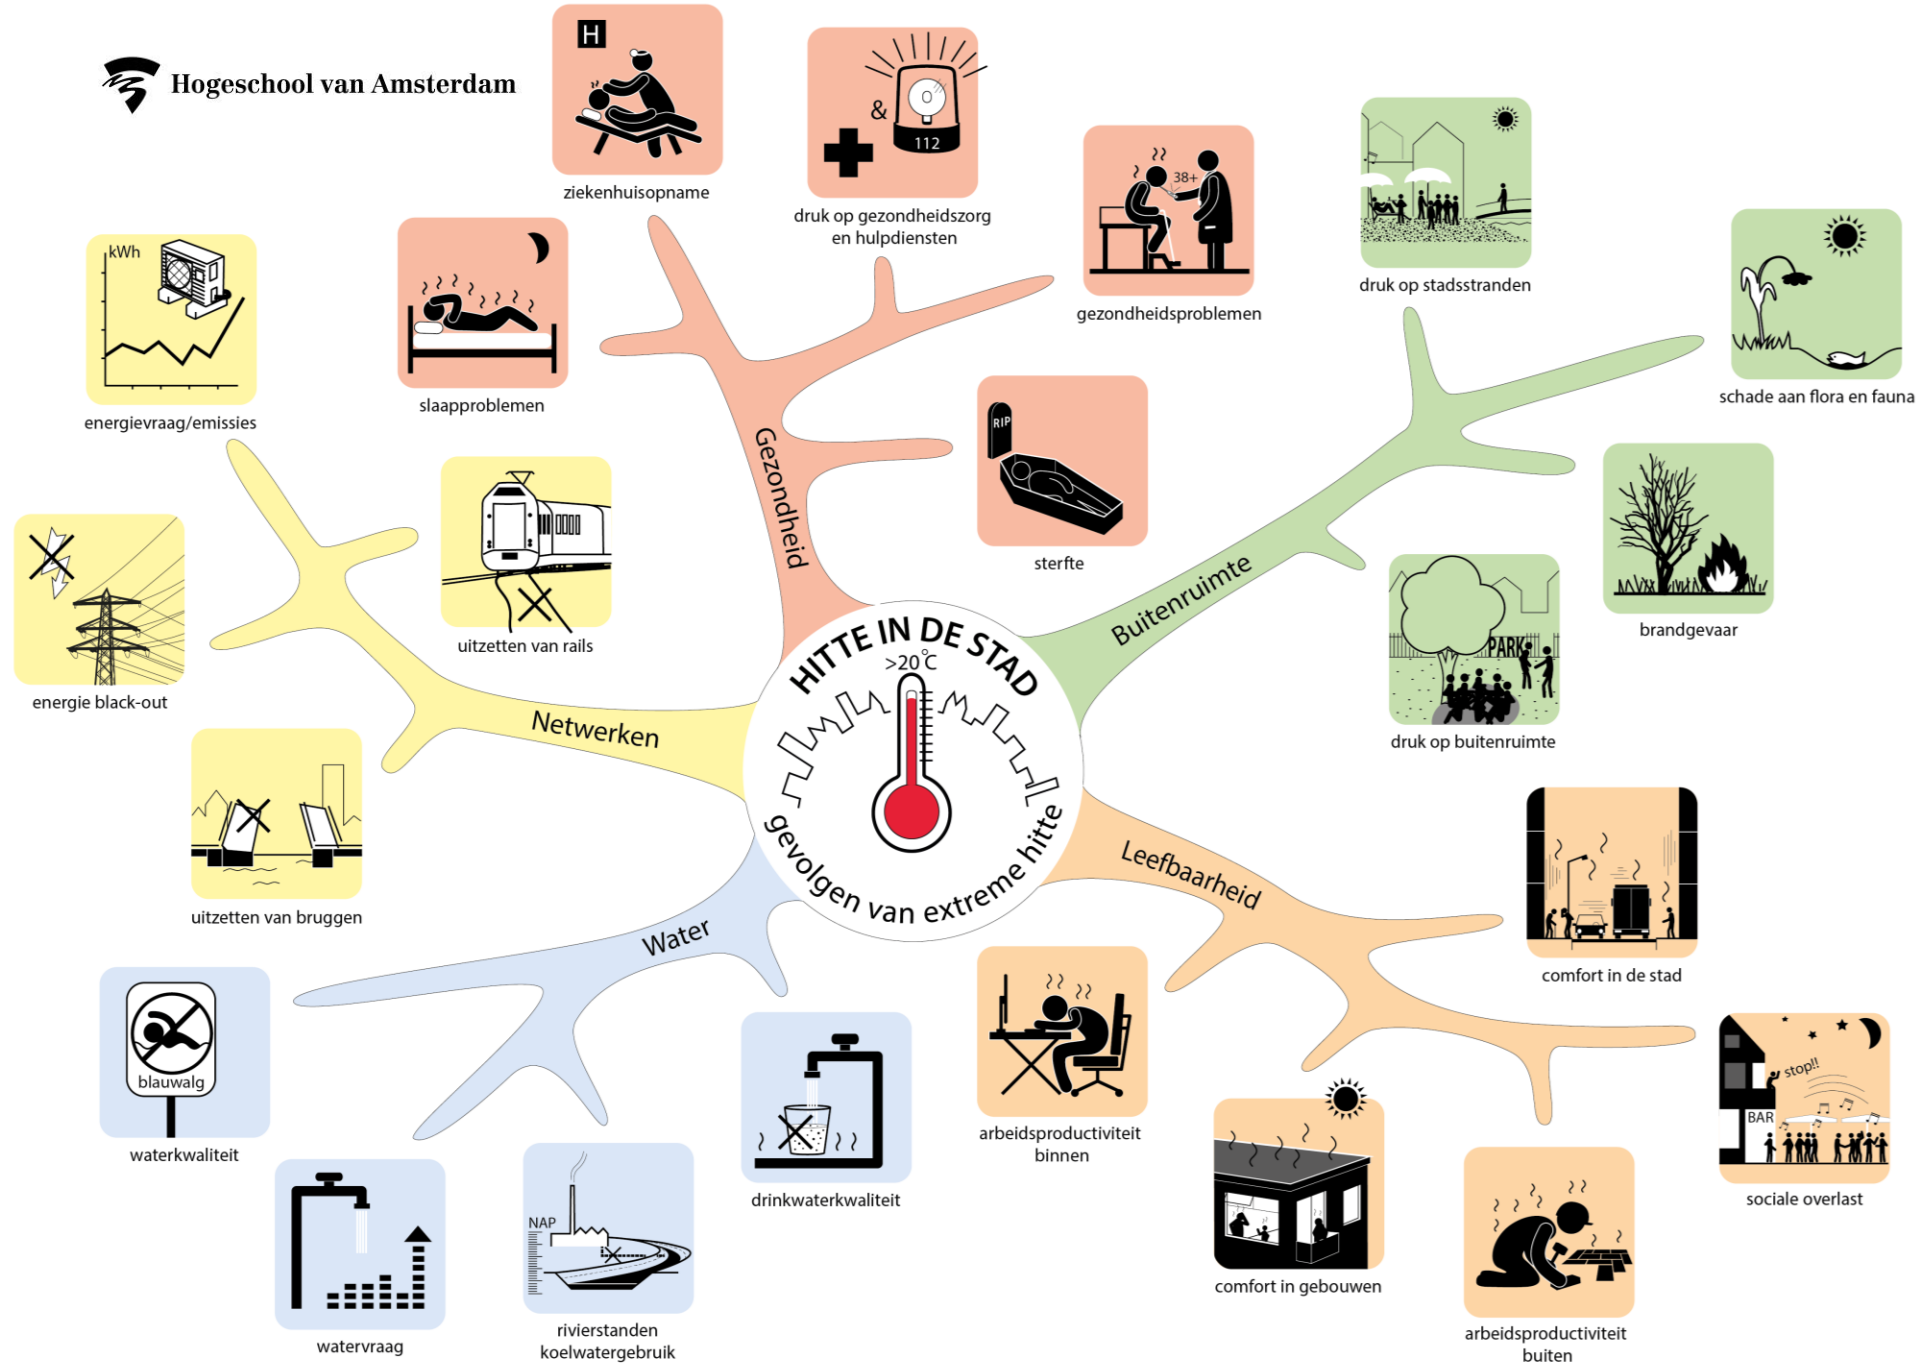 Hogeschool van Amsterdam
H
ziekenhuisopname
&
112
druk op gezondheidszorg
en hulpdiensten
38+
gezondheidsproblemen
druk op stadsstranden
schade aan flora en fauna
kWh
energievraag/emissies
slaapproblemen
RIP
sterfte
brandgevaar
PARK
druk op buitenruimte
energie black-out
uitzetten van rails
uitzetten van bruggen
Gezondheid
Buitenruimte
Netwerken
Water
Leefbaarheid
HITTE IN DE STAD
>20°C
gevolgen van extreme hitte
comfort in de stad
blauwalg
waterkwaliteit
watervraag
NAP
rivierstanden
koelwatergebruik
drinkwaterkwaliteit
arbeidsproductiviteit
binnen
comfort in gebouwen
stop!!
BAR
sociale overlast
arbeidsproductiviteit
buiten